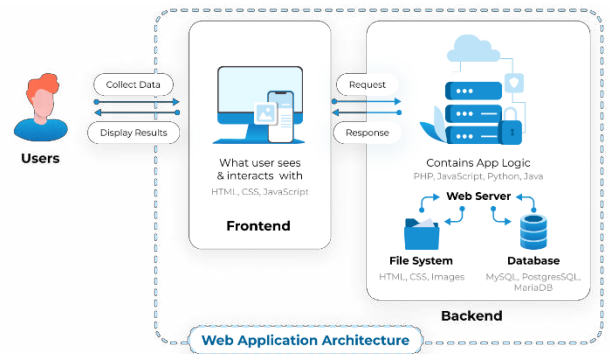 Collect Data
Display Results
Users
What user sees
& interacts with
HTML, CSS, JavaScript
Frontend
Request
Response
Contains App Logic
PHP, JavaScript, Python, Java
Web Server
File System
HTML, CSS, Images
Database
MySQL, PostgresSQL,
MariaDB
Backend
Web Application Architecture